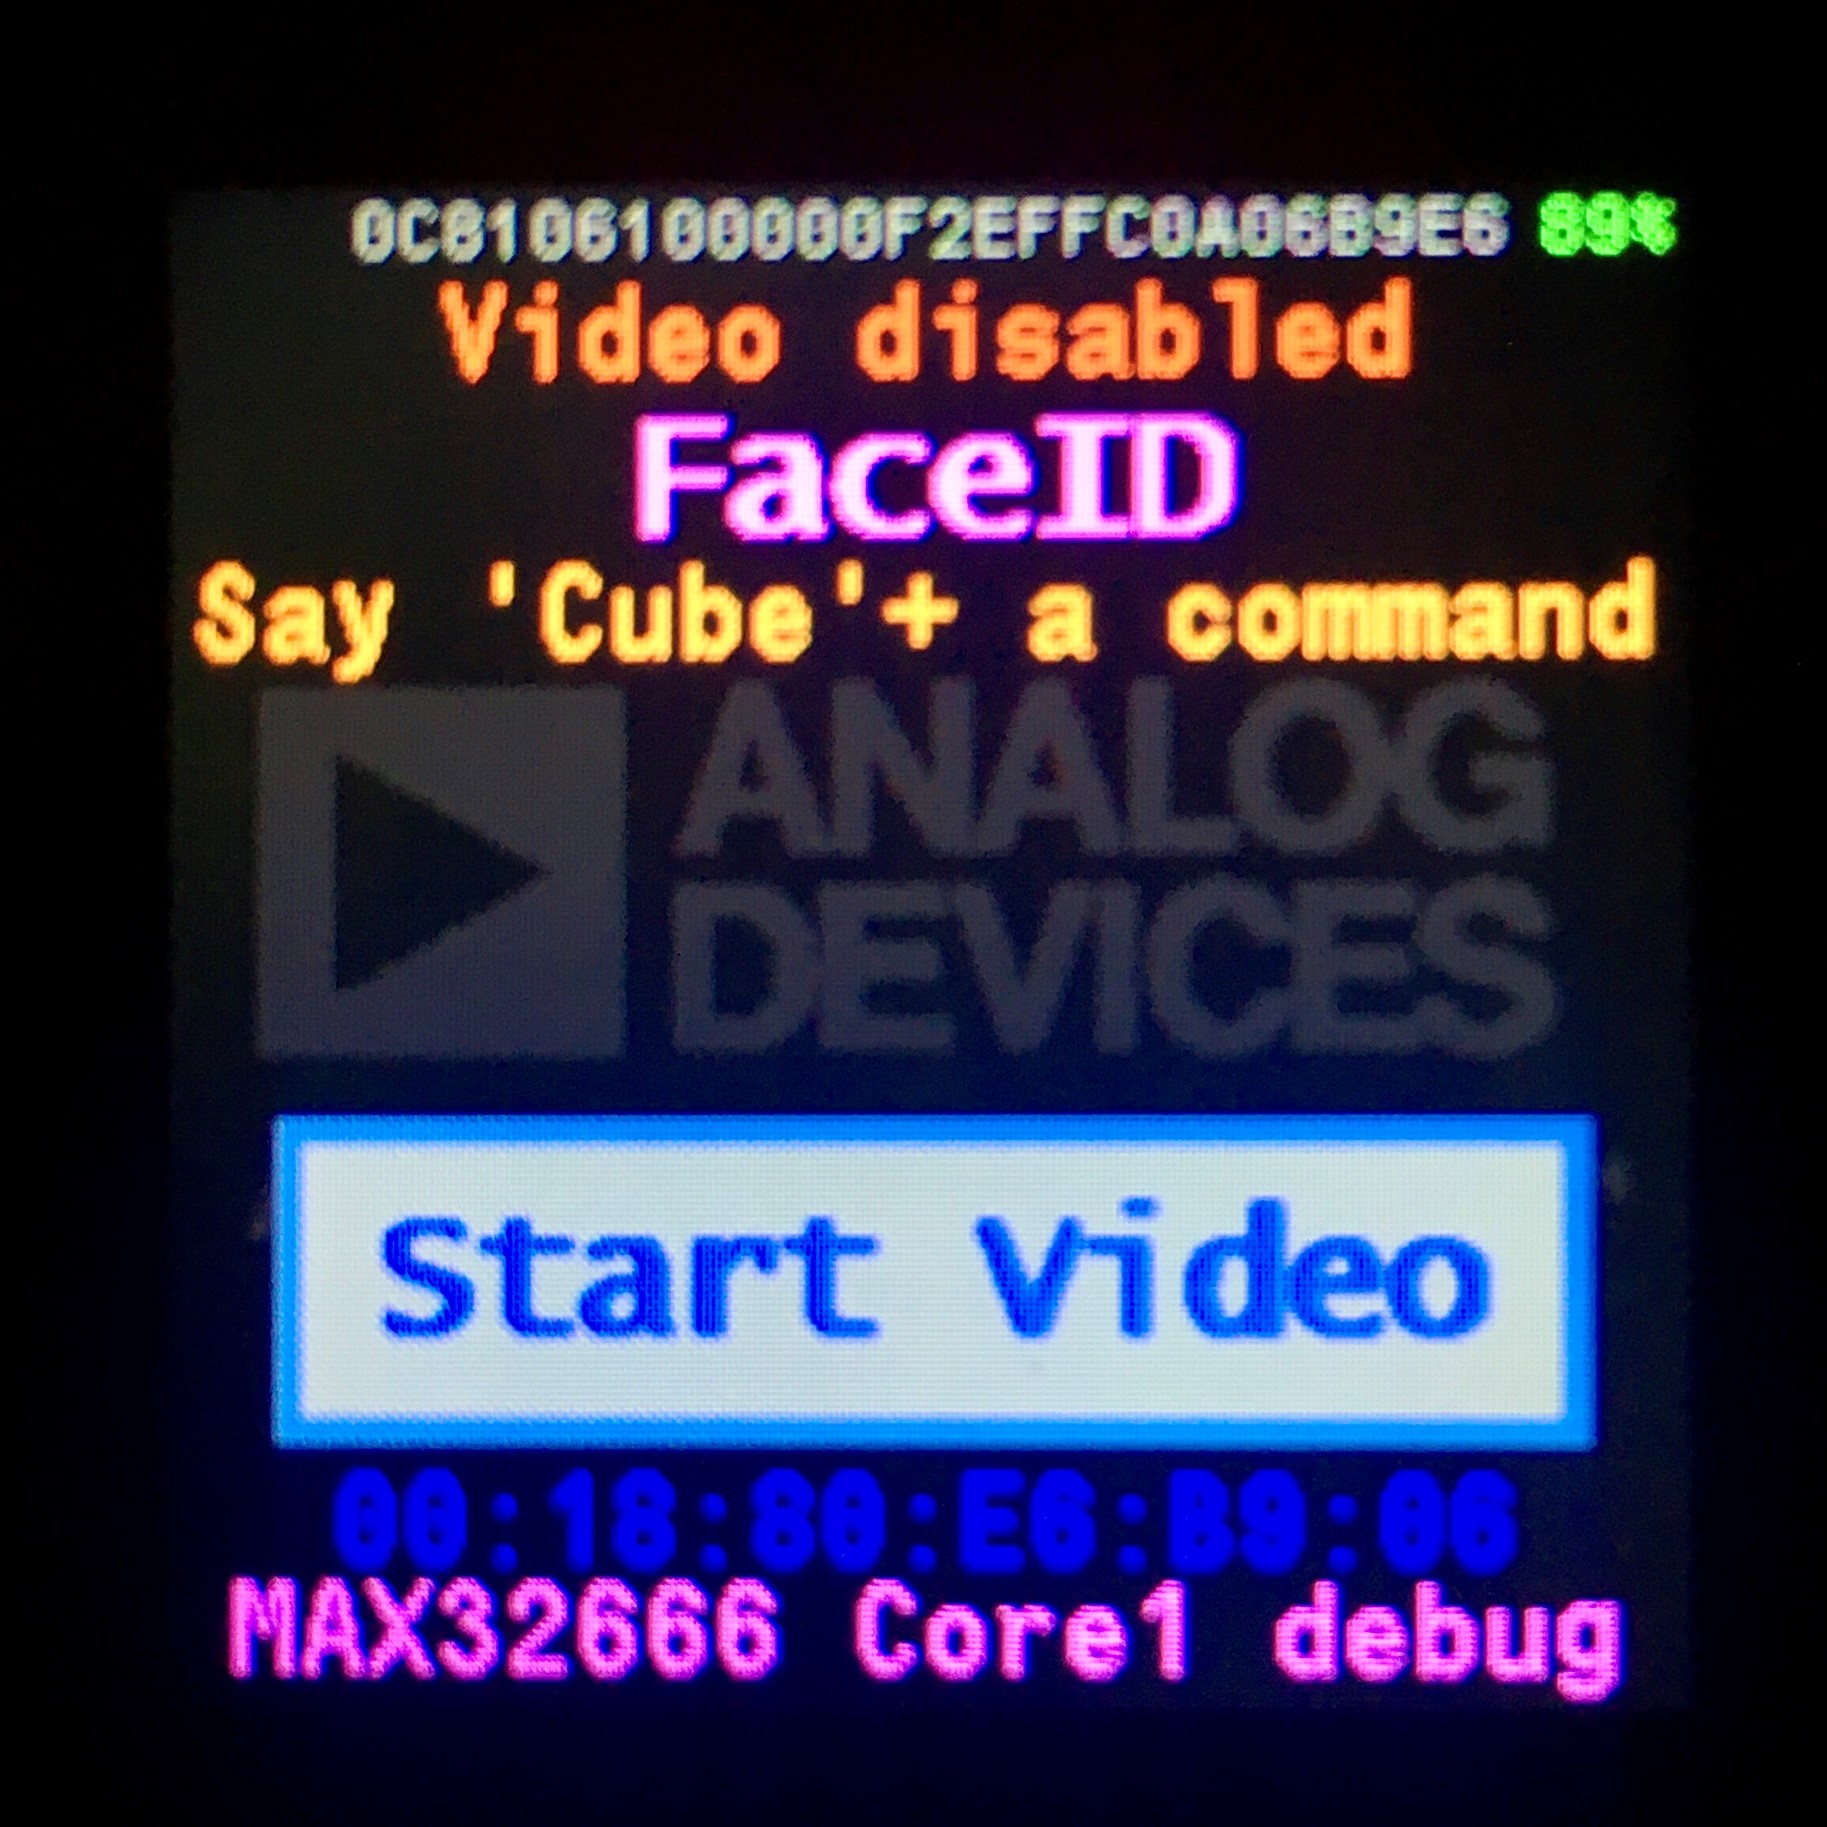 0C8106100000F2EFFC0A06B9E6 89%
Video disabled
FaceID
Say 'Cube'+ a command
ANALOG
DEVICES
Start Video
00:18:80:E6:B9:06
MAX32666 Core1 debug